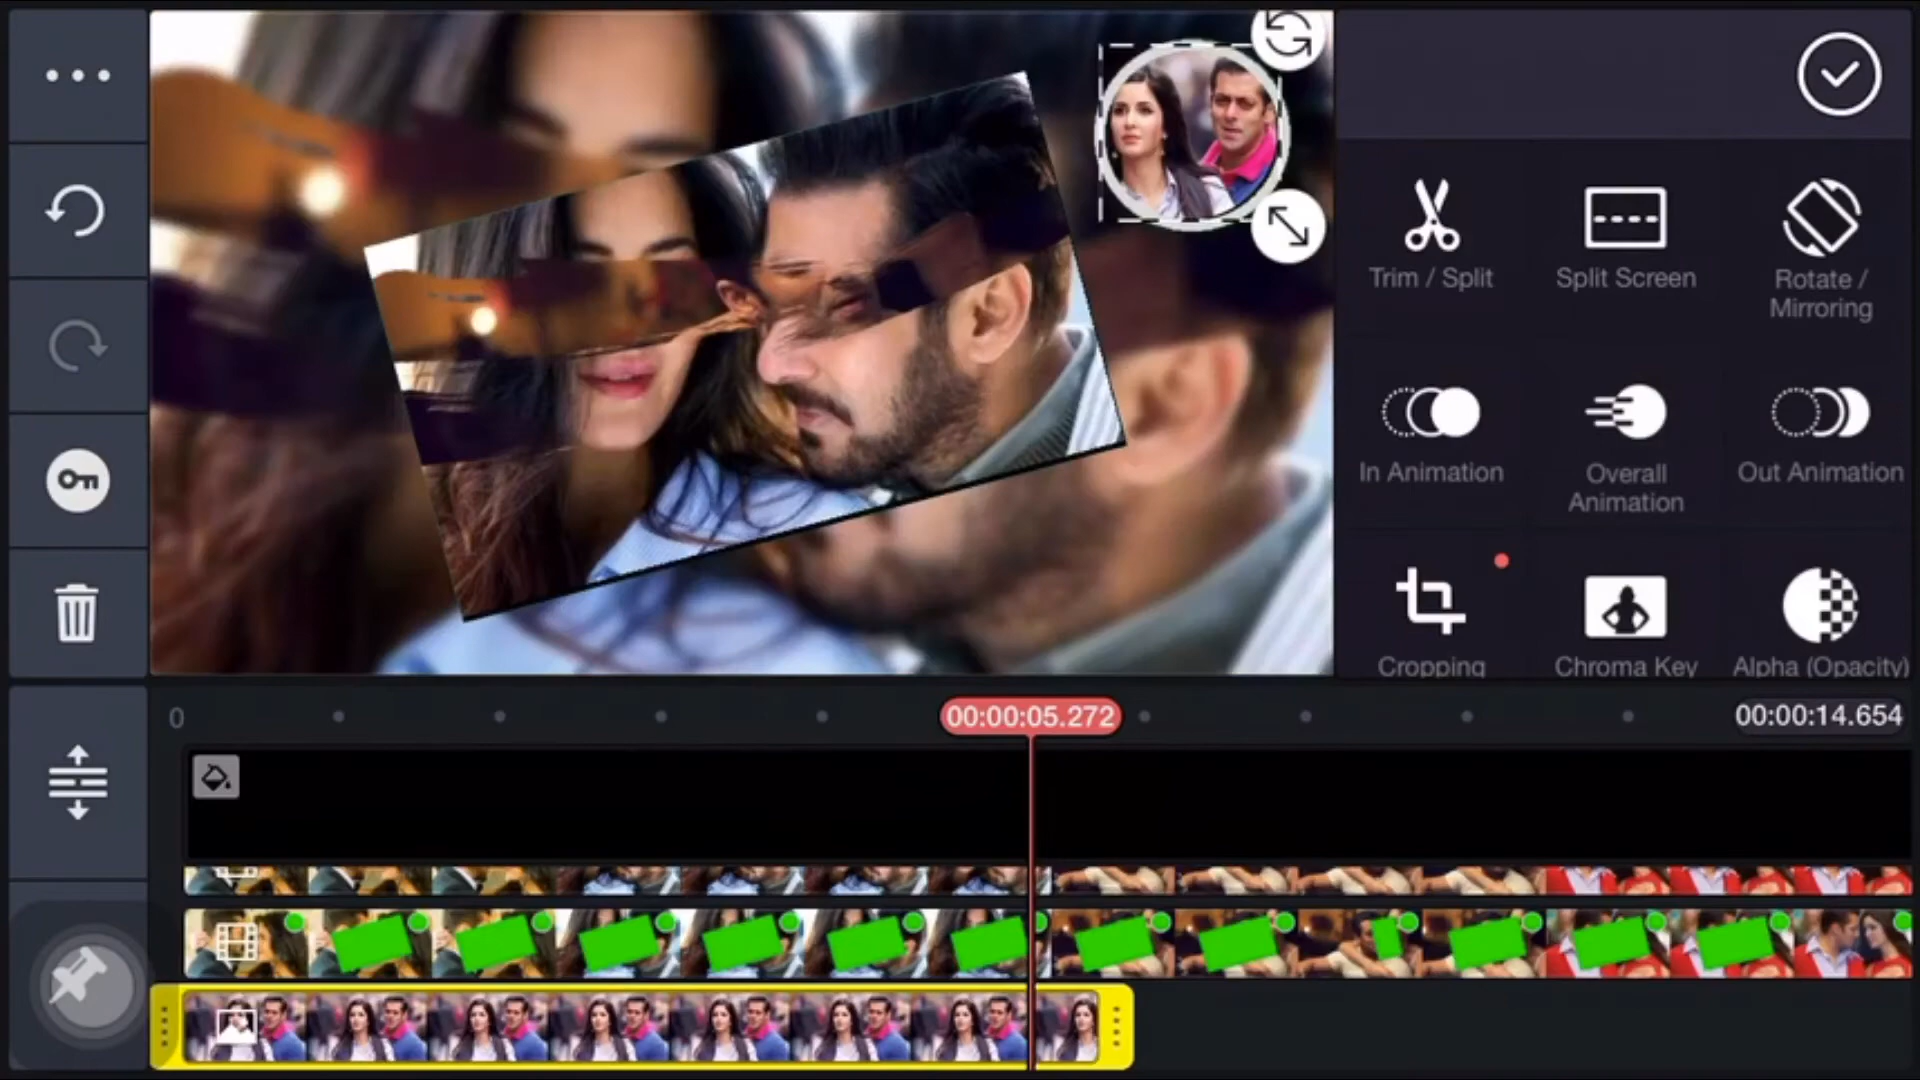 Trim / Split
Split Screen
Rotate /
Mirroring
In Animation
Overall
Animation
Out Animation
Cropping
Chroma Key
Alpha (Opacity)
0
00:00:05.272
00:00:14.654